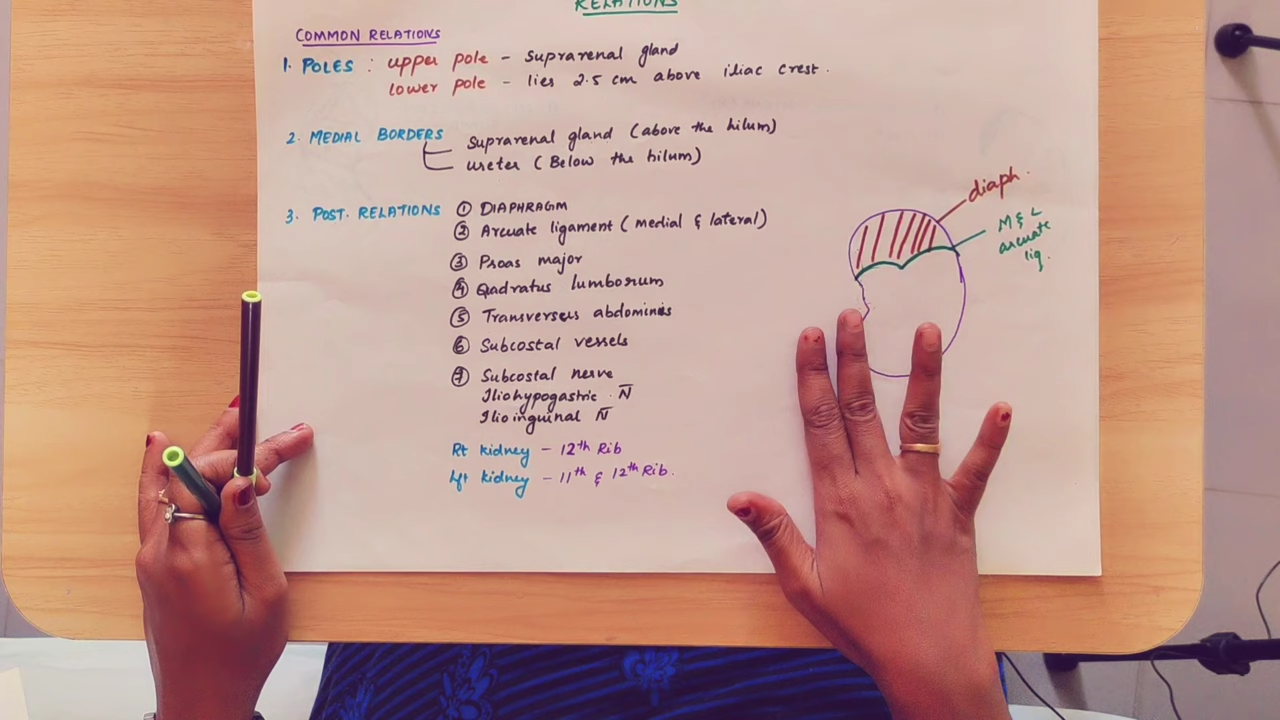 RELATIONS
COMMON RELATIONS
1. POLES : upper pole - suprarenal gland
lower pole - lies 2.5 cm above iliac crest.
2. MEDIAL BORDERS
suprarenal gland (above the hilum)
ureter (Below the hilum)
3. POST. RELATIONS ① DIAPHRAGM
② Arcuate ligament (medial & lateral)
③ Psoas major
④ Qadratus lumborum
⑤ Transversus abdominis
⑥ Subcostal vessels
⑦ Subcostal nerve
Iliohypogastric N̄
Ilioinguinal N̄
Rt kidney - 12th Rib
Lft kidney - 11th & 12th Rib.
diaph.
M & L
arcuate
lig.